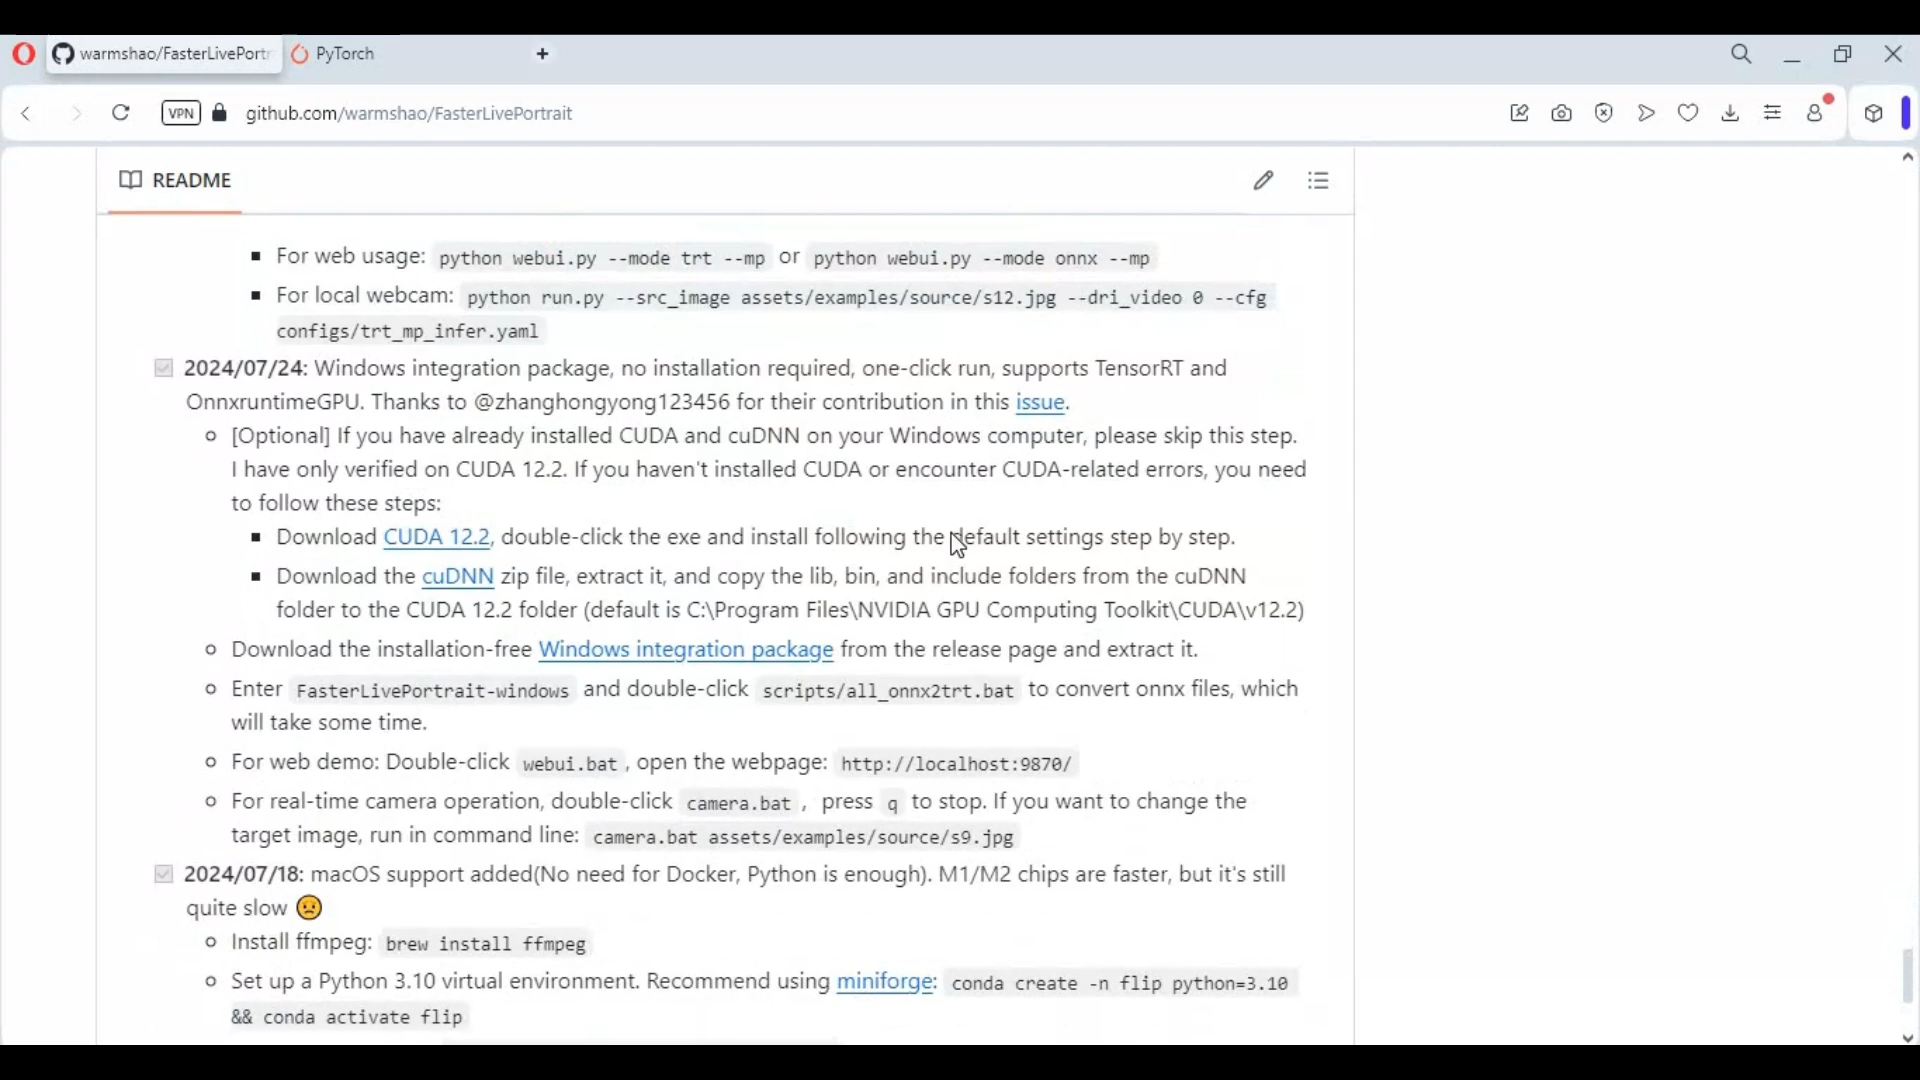 warmshao/FasterLivePortr
PyTorch
VPN
github.com/warmshao/FasterLivePortrait
README
For web usage: python webui.py --mode trt --mp or python webui.py --mode onnx --mp
For local webcam: python run.py --src_image assets/examples/source/s12.jpg --dri_video 0 --cfg
configs/trt_mp_infer.yaml
2024/07/24: Windows integration package, no installation required, one-click run, supports TensorRT and
OnnxruntimeGPU. Thanks to @zhanghongyong123456 for their contribution in this issue.
[Optional] If you have already installed CUDA and cuDNN on your Windows computer, please skip this step.
I have only verified on CUDA 12.2. If you haven't installed CUDA or encounter CUDA-related errors, you need
to follow these steps:
Download CUDA 12.2, double-click the exe and install following the default settings step by step.
Download the cuDNN zip file, extract it, and copy the lib, bin, and include folders from the cuDNN
folder to the CUDA 12.2 folder (default is C:\Program Files\NVIDIA GPU Computing Toolkit\CUDA\v12.2)
Download the installation-free Windows integration package from the release page and extract it.
Enter FasterLivePortrait-windows and double-click scripts/all_onnx2trt.bat to convert onnx files, which
will take some time.
For web demo: Double-click webui.bat, open the webpage: http://localhost:9870/
For real-time camera operation, double-click camera.bat, press q to stop. If you want to change the
target image, run in command line: camera.bat assets/examples/source/s9.jpg
2024/07/18: macOS support added(No need for Docker, Python is enough). M1/M2 chips are faster, but it's still
quite slow 😟
Install ffmpeg: brew install ffmpeg
Set up a Python 3.10 virtual environment. Recommend using miniforge: conda create -n flip python=3.10
&& conda activate flip